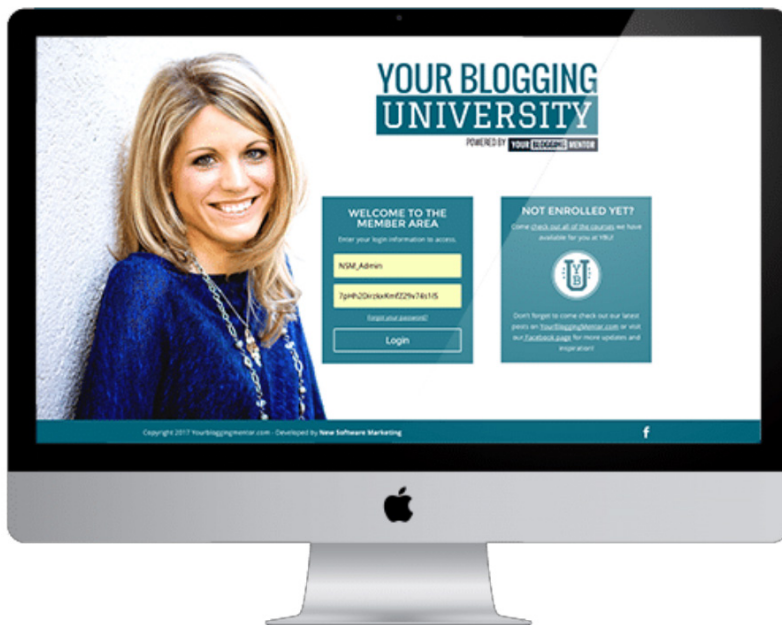 YOUR BLOGGING
UNIVERSITY
POWERED BY YOUR BLOGGING MENTOR
WELCOME TO THE
MEMBER AREA
Enter your login information to access.
NSM_Admin
Forgot your password?
Login
NOT ENROLLED YET?
Come check out all of the courses we have
available for you at YBU!
Y
U
B
Don't forget to come check out our latest
posts on YourBloggingMentor.com or visit
our Facebook page for more updates and
inspiration!
Copyright 2017 Yourbloggingmentor.com - Developed by New Software Marketing
f